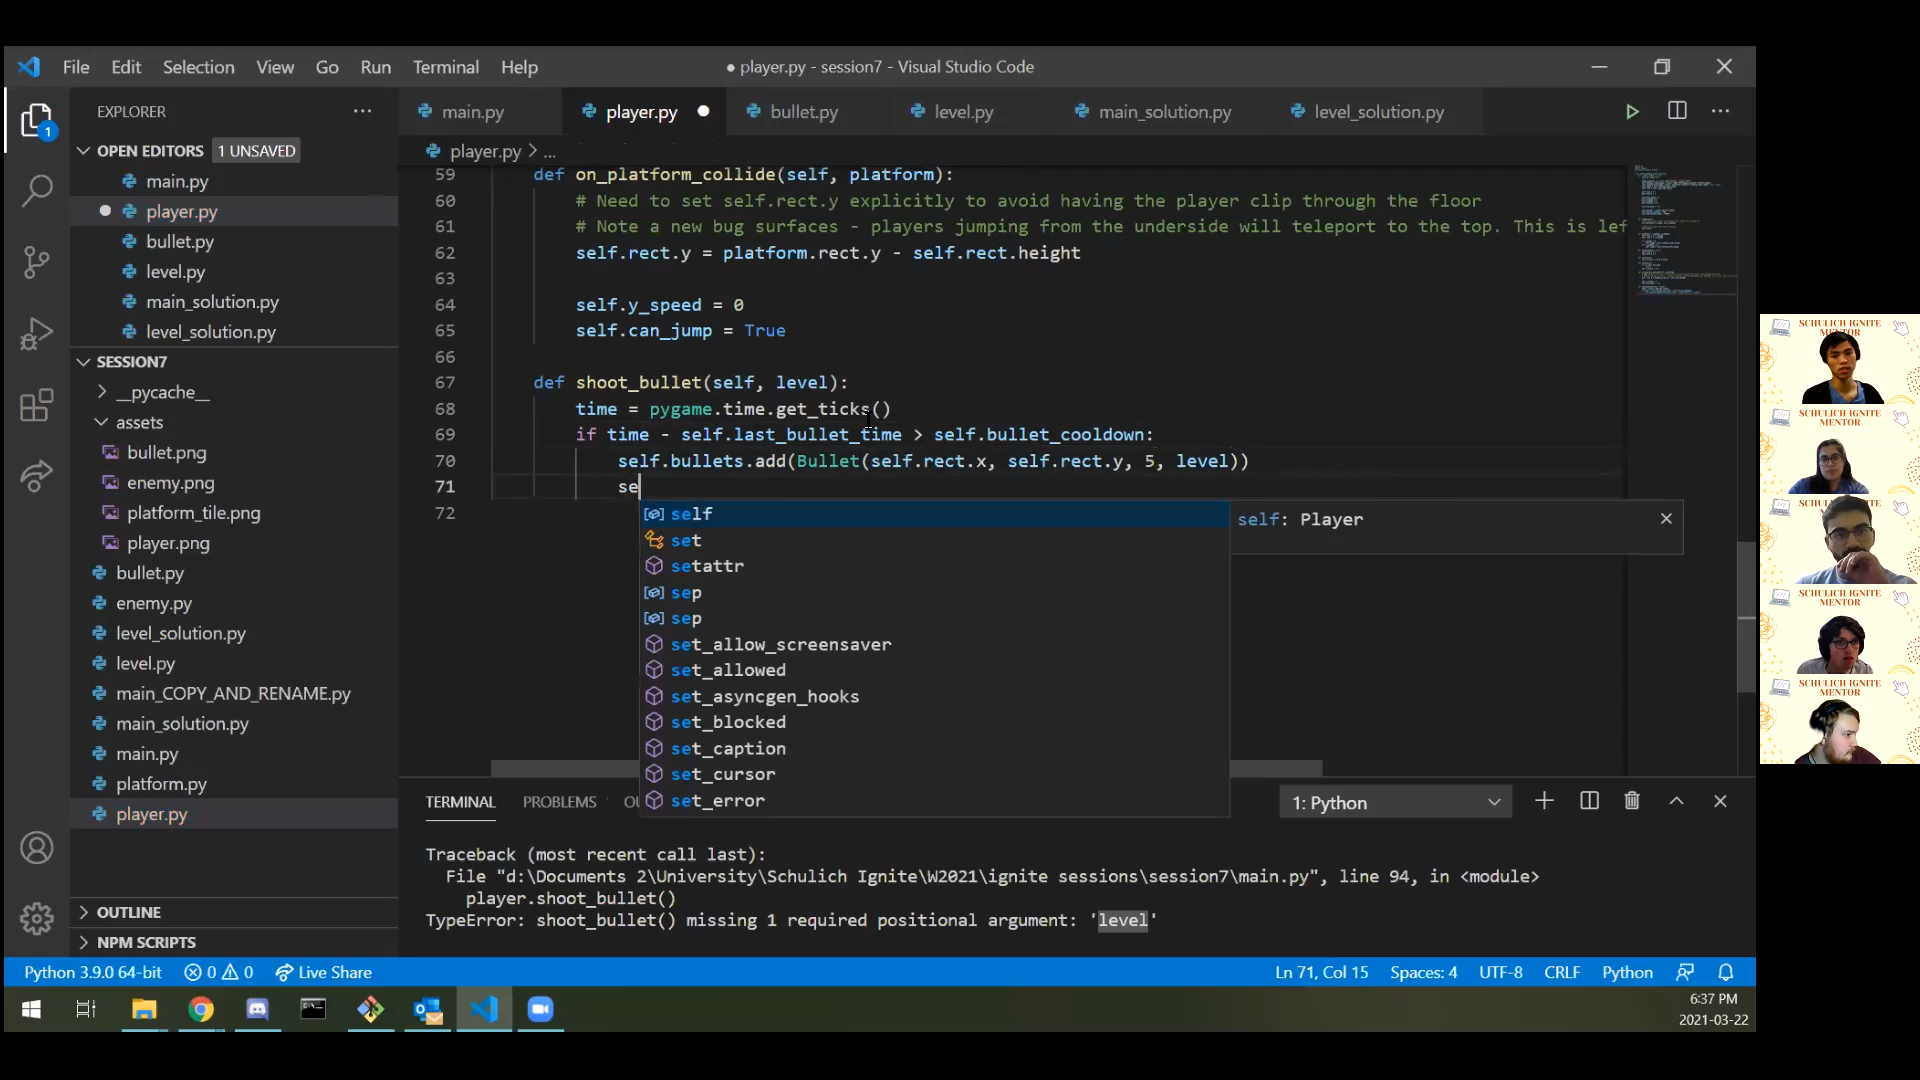 File Edit Selection View Go Run Terminal Help
● player.py - session7 - Visual Studio Code
EXPLORER
main.py player.py bullet.py level.py main_solution.py level_solution.py
OPEN EDITORS 1 UNSAVED
main.py
player.py
bullet.py
level.py
main_solution.py
level_solution.py
SESSION7
__pycache__
assets
bullet.png
enemy.png
platform_tile.png
player.png
bullet.py
enemy.py
level_solution.py
level.py
main_COPY_AND_RENAME.py
main_solution.py
main.py
platform.py
player.py
OUTLINE
NPM SCRIPTS
1
player.py > ...
59 def on_platform_collide(self, platform):
60 # Need to set self.rect.y explicitly to avoid having the player clip through the floor
61 # Note a new bug surfaces - players jumping from the underside will teleport to the top. This is lef
62 self.rect.y = platform.rect.y - self.rect.height
63
64 self.y_speed = 0
65 self.can_jump = True
66
67 def shoot_bullet(self, level):
68 time = pygame.time.get_ticks()
69 if time - self.last_bullet_time > self.bullet_cooldown:
70 self.bullets.add(Bullet(self.rect.x, self.rect.y, 5, level))
71 se
72
self
set
setattr
sep
sep
set_allow_screensaver
set_allowed
set_asyncgen_hooks
set_blocked
set_caption
set_cursor
set_error
self: Player
TERMINAL PROBLEMS OU
1: Python
Traceback (most recent call last):
File "d:\Documents 2\University\Schulich Ignite\W2021\ignite sessions\session7\main.py", line 94, in <module>
player.shoot_bullet()
TypeError: shoot_bullet() missing 1 required positional argument: 'level'
Python 3.9.0 64-bit 0 0 Live Share
Ln 71, Col 15 Spaces: 4 UTF-8 CRLF Python
6:37 PM
2021-03-22
SCHULICH IGNITE
MENTOR
SCHULICH IGNITE
MENTOR
SCHULICH IGNITE
MENTOR
SCHULICH IGNITE
MENTOR